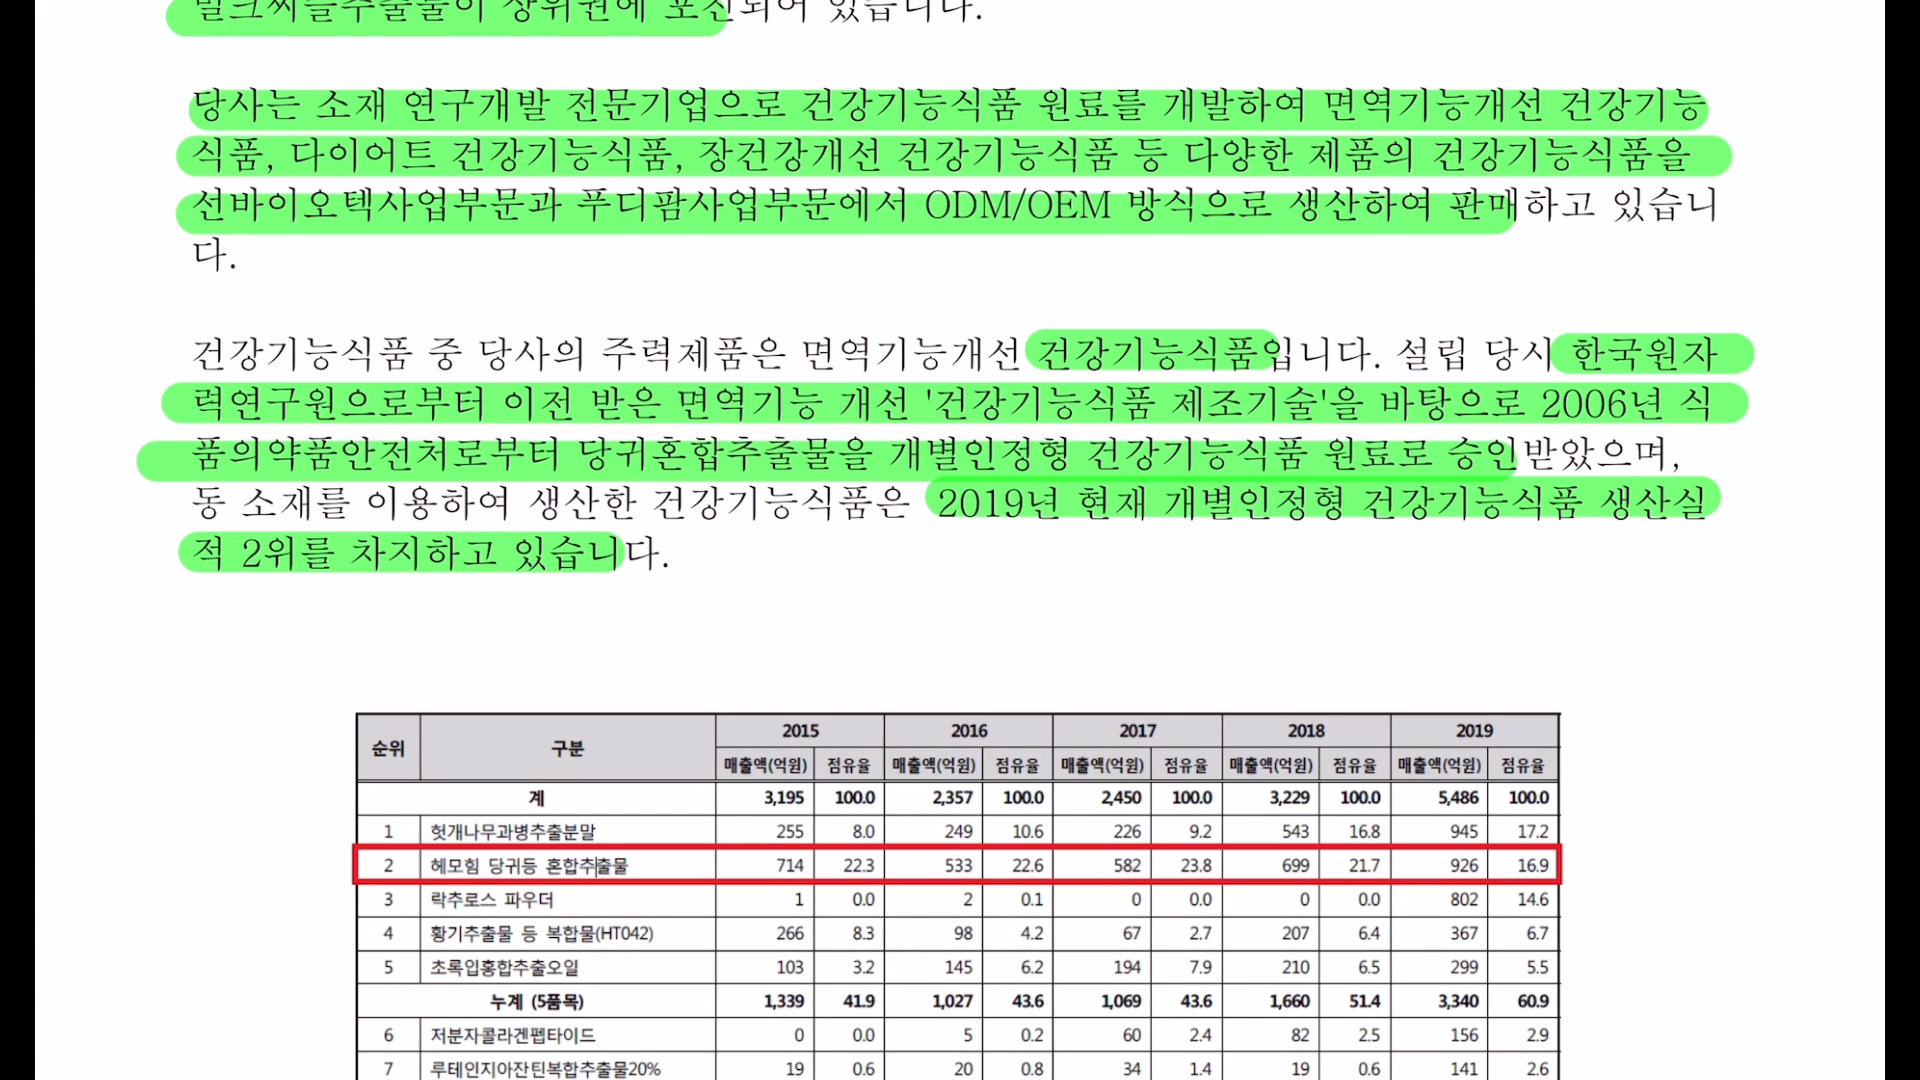 밀크씨슬추출물이 상위권에 포진되어 있습니다.
당사는 소재 연구개발 전문기업으로 건강기능식품 원료를 개발하여 면역기능개선 건강기능
식품, 다이어트 건강기능식품, 장건강개선 건강기능식품 등 다양한 제품의 건강기능식품을
선바이오텍사업부문과 푸디팜사업부문에서 ODM/OEM 방식으로 생산하여 판매하고 있습니
다.
건강기능식품 중 당사의 주력제품은 면역기능개선 건강기능식품입니다. 설립 당시 한국원자
력연구원으로부터 이전 받은 면역기능 개선 '건강기능식품 제조기술'을 바탕으로 2006년 식
품의약품안전처로부터 당귀혼합추출물을 개별인정형 건강기능식품 원료로 승인받았으며,
동 소재를 이용하여 생산한 건강기능식품은 2019년 현재 개별인정형 건강기능식품 생산실
적 2위를 차지하고 있습니다.
순위 구분 2015 2016 2017 2018 2019
매출액(억원) 점유율 매출액(억원) 점유율 매출액(억원) 점유율 매출액(억원) 점유율 매출액(억원) 점유율
계 3,195 100.0 2,357 100.0 2,450 100.0 3,229 100.0 5,486 100.0
1 헛개나무과병추출분말 255 8.0 249 10.6 226 9.2 543 16.8 945 17.2
2 헤모힘 당귀등 혼합추출물 714 22.3 533 22.6 582 23.8 699 21.7 926 16.9
3 락추로스 파우더 1 0.0 2 0.1 0 0.0 0 0.0 802 14.6
4 황기추출물 등 복합물(HT042) 266 8.3 98 4.2 67 2.7 207 6.4 367 6.7
5 초록입홍합추출오일 103 3.2 145 6.2 194 7.9 210 6.5 299 5.5
누계 (5품목) 1,339 41.9 1,027 43.6 1,069 43.6 1,660 51.4 3,340 60.9
6 저분자콜라겐펩타이드 0 0.0 5 0.2 60 2.4 82 2.5 156 2.9
7 루테인지아잔틴복합추출물20% 19 0.6 20 0.8 34 1.4 19 0.6 141 2.6